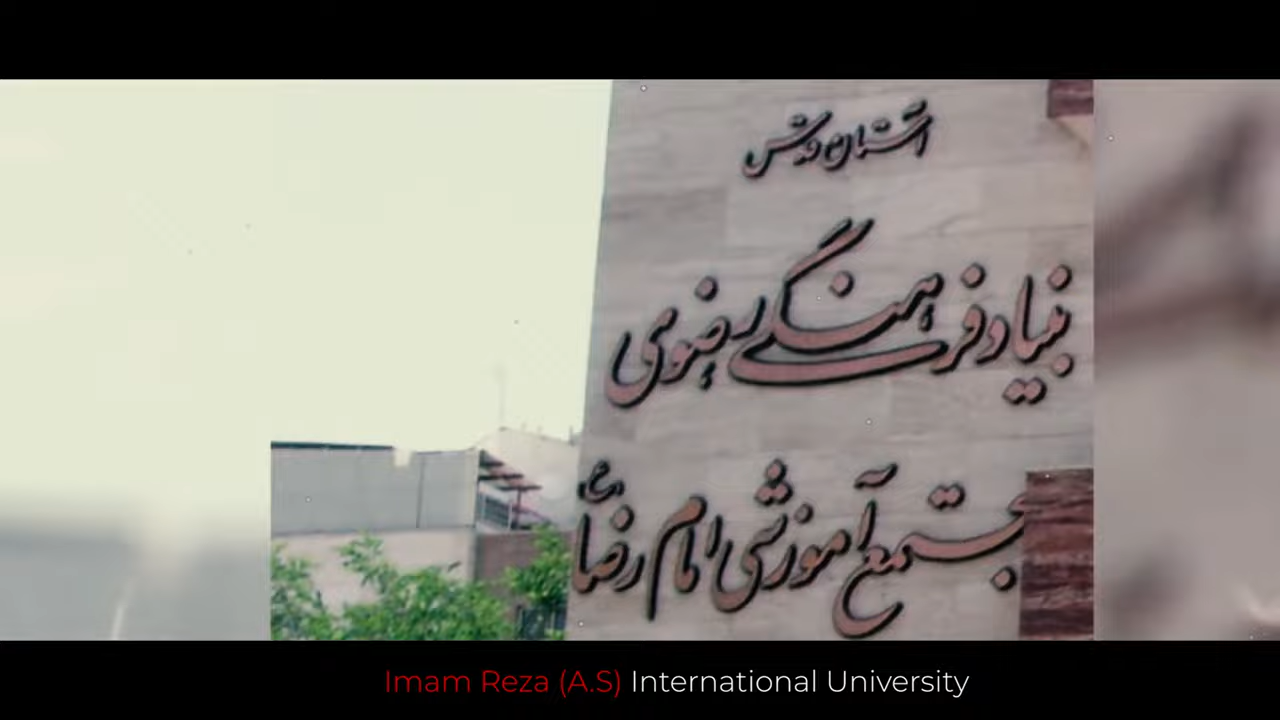 آستان قدس
بنیاد فرهنگی رضوی
مجتمع آموزشی امام رضا (ع)
Imam Reza (A.S) International University